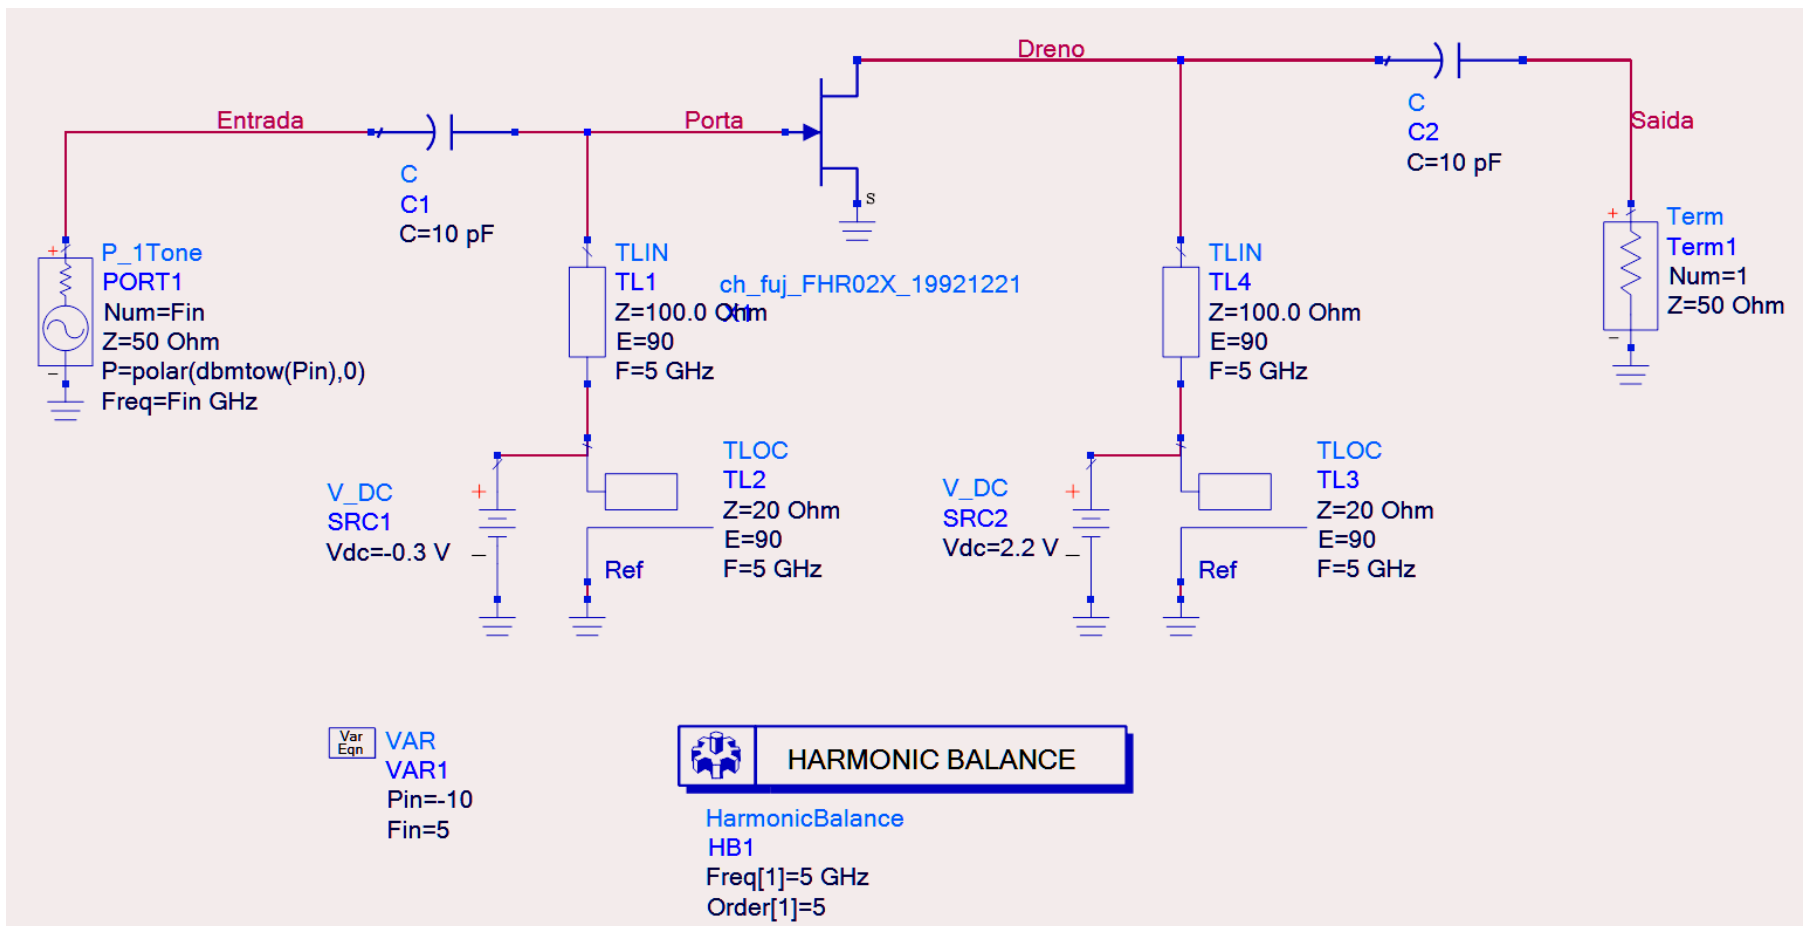 Dreno
Entrada
Porta
C
C1
C=10 pF
C
C2
C=10 pF
Saida
S
+
P_1Tone
PORT1
Num=Fin
Z=50 Ohm
P=polar(dbmtow(Pin),0)
Freq=Fin GHz
–
TLIN
TL1
Z=100.0 Ohm
E=90
F=5 GHz
ch_fuj_FHR02X_19921221
X1
TLIN
TL4
Z=100.0 Ohm
E=90
F=5 GHz
+
Term
Term1
Num=1
Z=50 Ohm
–
V_DC
SRC1
Vdc=-0.3 V
+
–
TLOC
TL2
Z=20 Ohm
E=90
F=5 GHz
Ref
V_DC
SRC2
Vdc=2.2 V
+
–
TLOC
TL3
Z=20 Ohm
E=90
F=5 GHz
Ref
Var
Eqn
VAR
VAR1
Pin=-10
Fin=5
HARMONIC BALANCE
HarmonicBalance
HB1
Freq[1]=5 GHz
Order[1]=5